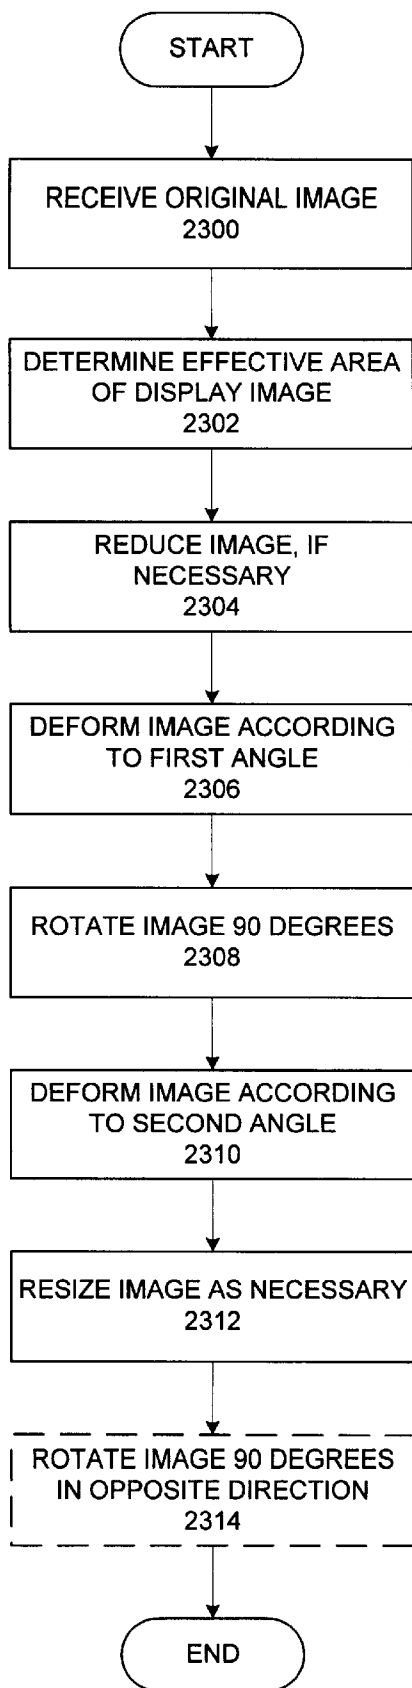 START
RECEIVE ORIGINAL IMAGE
2300
DETERMINE EFFECTIVE AREA
OF DISPLAY IMAGE
2302
REDUCE IMAGE, IF
NECESSARY
2304
DEFORM IMAGE ACCORDING
TO FIRST ANGLE
2306
ROTATE IMAGE 90 DEGREES
2308
DEFORM IMAGE ACCORDING
TO SECOND ANGLE
2310
RESIZE IMAGE AS NECESSARY
2312
ROTATE IMAGE 90 DEGREES
IN OPPOSITE DIRECTION
2314
END